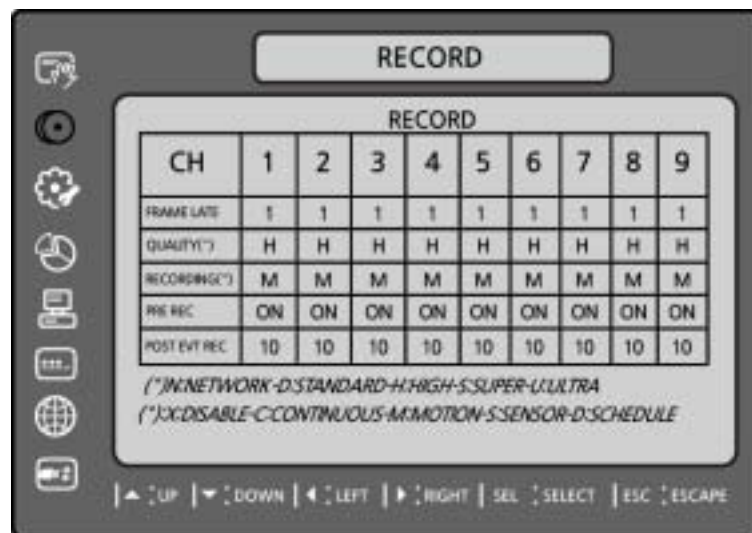 RECORD
RECORD
CH 1 2 3 4 5 6 7 8 9
FRAME LATE 1 1 1 1 1 1 1 1 1
QUALITY(*) H H H H H H H H H
RECORDING(*) M M M M M M M M M
PRE REC ON ON ON ON ON ON ON ON ON
POST EVT REC 10 10 10 10 10 10 10 10 10
(*)N:NETWORK-D:STANDARD-H:HIGH-S:SUPER-U:ULTRA
(*):X:DISABLE-C:CONTINUOUS-M:MOTION-S:SENSOR-D:SCHEDULE
▲ : UP | ▼ : DOWN | ◀ : LEFT | ▶ : RIGHT | SEL : SELECT | ESC : ESCAPE